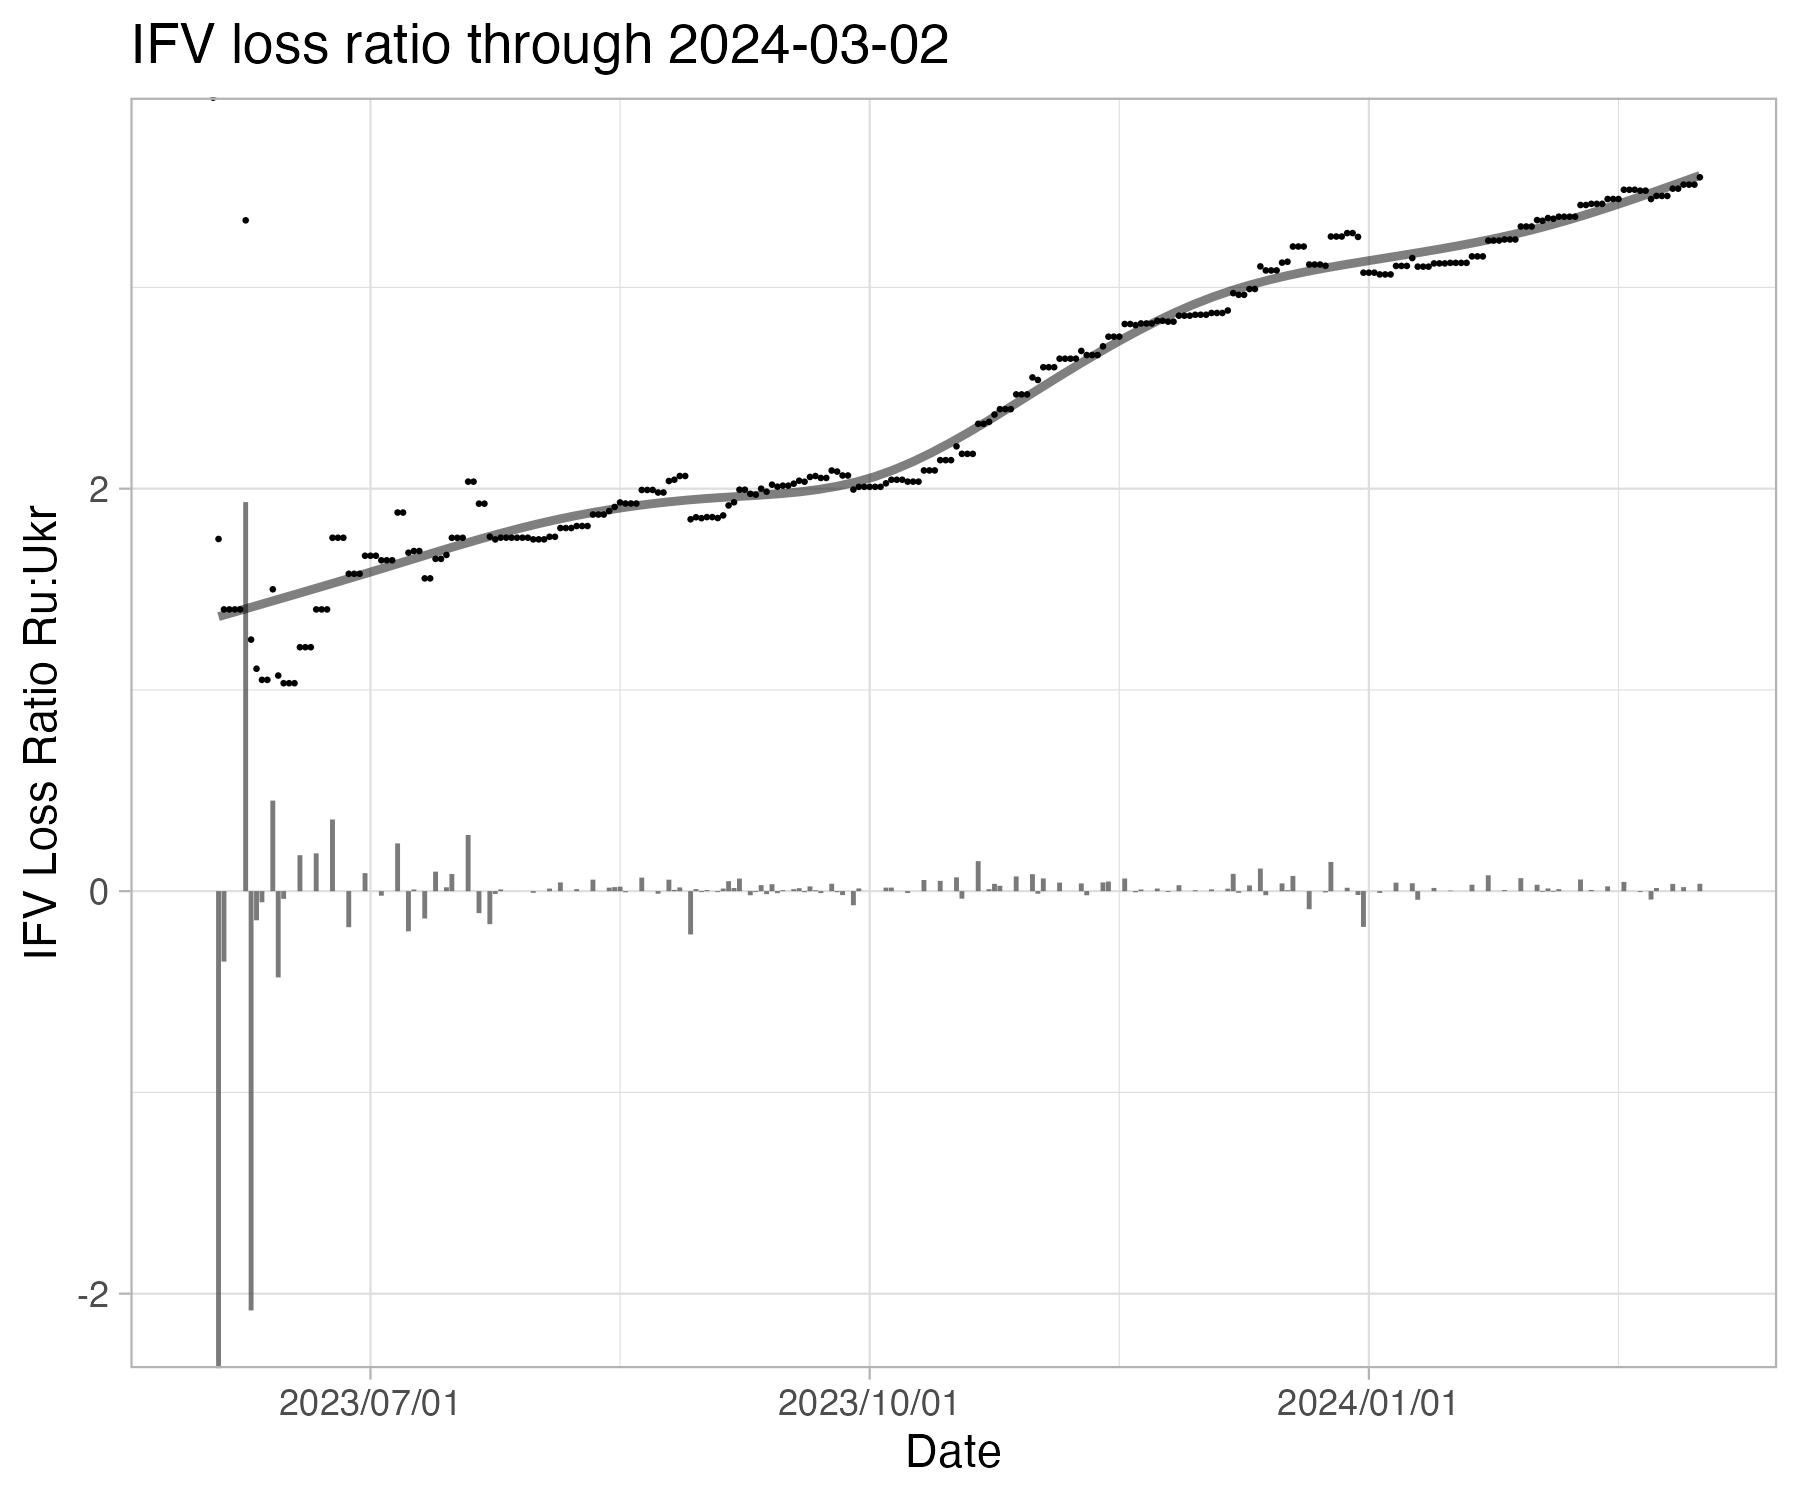 IFV loss ratio through 2024-03-02
IFV Loss Ratio Ru:Ukr
2
0
-2
2023/07/01
2023/10/01
2024/01/01
Date